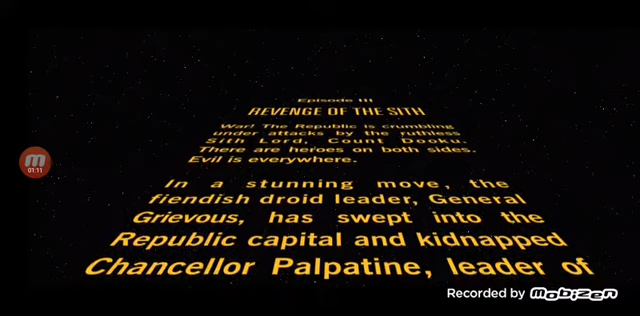 Episode III
REVENGE OF THE SITH
War! The Republic is crumbling
under attacks by the ruthless
Sith Lord, Count Dooku.
There are heroes on both sides.
Evil is everywhere.
In a stunning move, the
fiendish droid leader, General
Grievous, has swept into the
Republic capital and kidnapped
Chancellor Palpatine, leader of
01:11
Recorded by mobizen